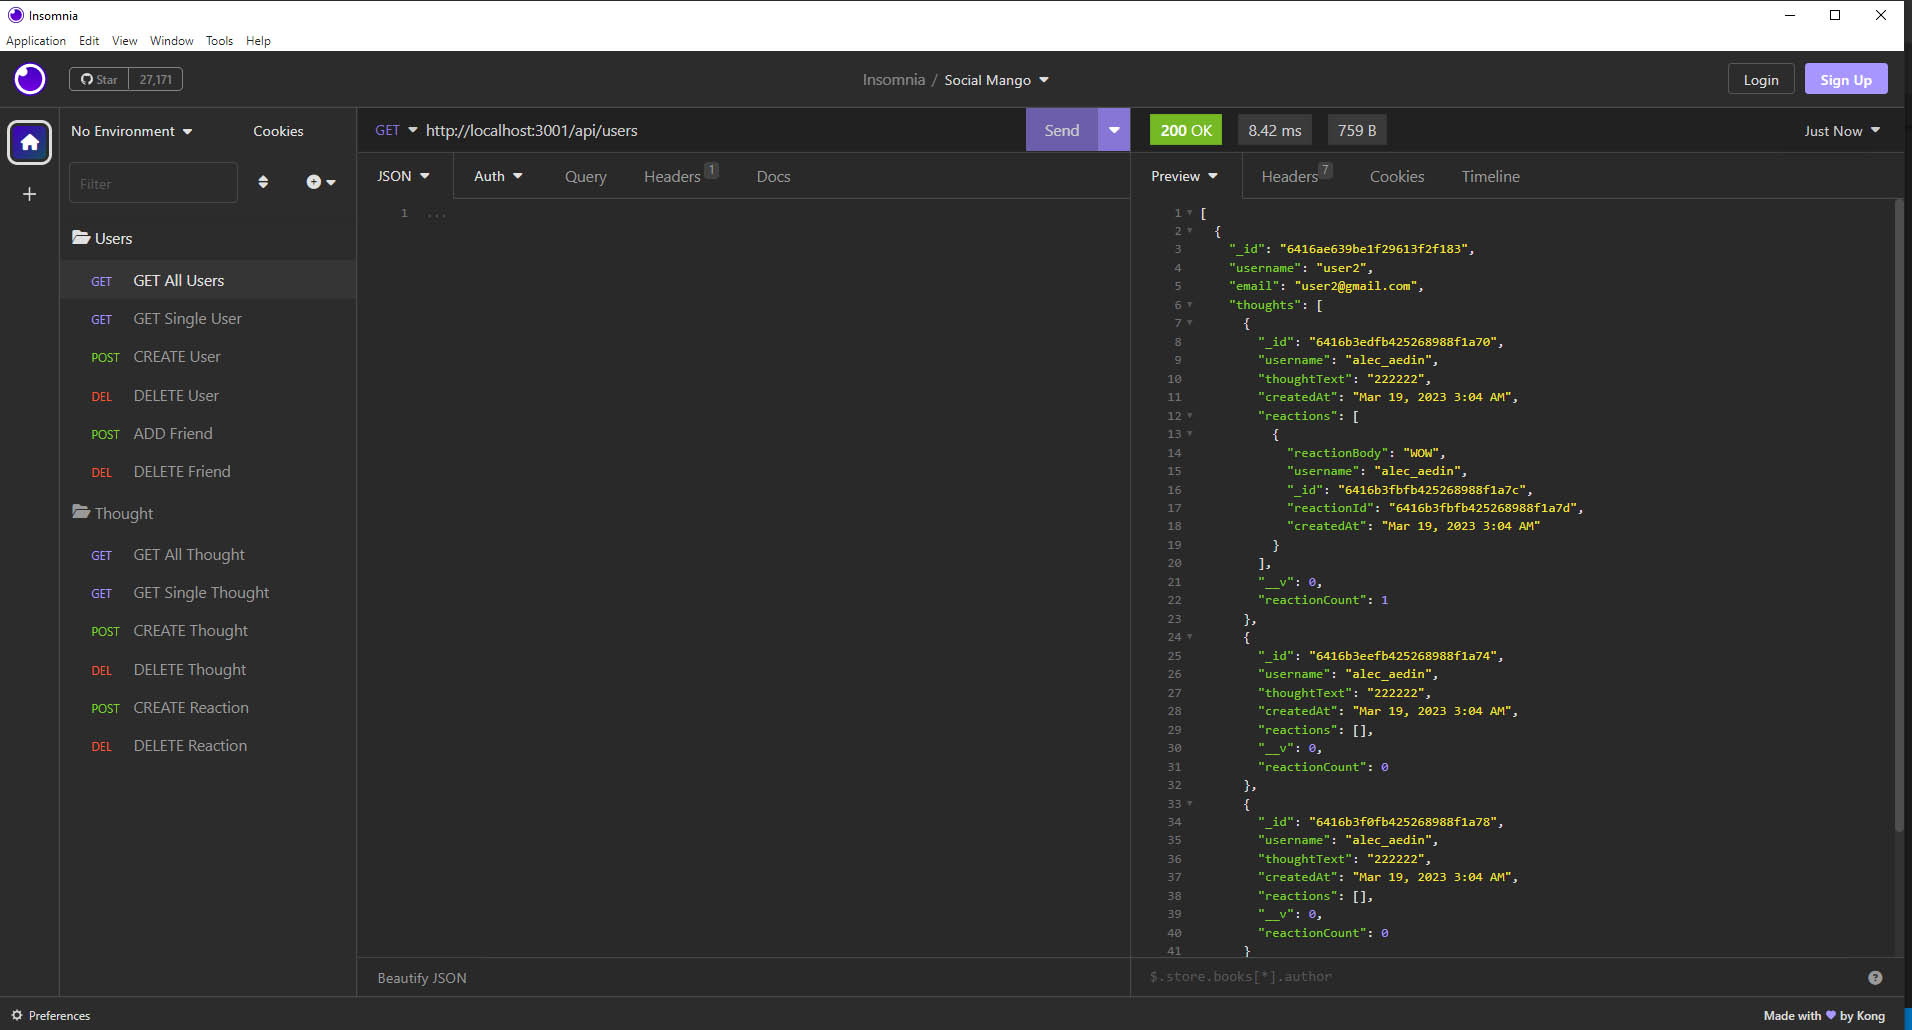 Insomnia
Application Edit View Window Tools Help
Star 27,171
Insomnia / Social Mango
Login Sign Up
No Environment Cookies
Filter
Users
GET GET All Users
GET GET Single User
POST CREATE User
DEL DELETE User
POST ADD Friend
DEL DELETE Friend
Thought
GET GET All Thought
GET GET Single Thought
POST CREATE Thought
DEL DELETE Thought
POST CREATE Reaction
DEL DELETE Reaction
GET http://localhost:3001/api/users Send
JSON Auth Query Headers 1 Docs
1 ...
Beautify JSON
200 OK 8.42 ms 759 B Just Now
Preview Headers 7 Cookies Timeline
1 [
2 {
3 "_id": "6416ae639be1f29613f2f183",
4 "username": "user2",
5 "email": "user2@gmail.com",
6 "thoughts": [
7 {
8 "_id": "6416b3edfb425268988f1a70",
9 "username": "alec_aedin",
10 "thoughtText": "222222",
11 "createdAt": "Mar 19, 2023 3:04 AM",
12 "reactions": [
13 {
14 "reactionBody": "WOW",
15 "username": "alec_aedin",
16 "_id": "6416b3fbfb425268988f1a7c",
17 "reactionId": "6416b3fbfb425268988f1a7d",
18 "createdAt": "Mar 19, 2023 3:04 AM"
19 }
20 ],
21 "__v": 0,
22 "reactionCount": 1
23 },
24 {
25 "_id": "6416b3eefb425268988f1a74",
26 "username": "alec_aedin",
27 "thoughtText": "222222",
28 "createdAt": "Mar 19, 2023 3:04 AM",
29 "reactions": [],
30 "__v": 0,
31 "reactionCount": 0
32 },
33 {
34 "_id": "6416b3f0fb425268988f1a78",
35 "username": "alec_aedin",
36 "thoughtText": "222222",
37 "createdAt": "Mar 19, 2023 3:04 AM",
38 "reactions": [],
39 "__v": 0,
40 "reactionCount": 0
41 }
$.store.books[*].author
Preferences
Made with by Kong